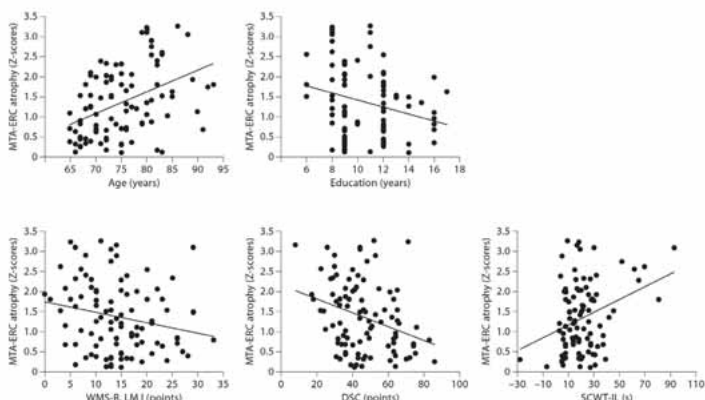 MTA-ERC atrophy (Z-scores)
3.5
3.0
2.5
2.0
1.5
1.0
0.5
0
65 70 75 80 85 90 95
Age (years)
MTA-ERC atrophy (Z-scores)
3.5
3.0
2.5
2.0
1.5
1.0
0.5
0
6 8 10 12 14 16 18
Education (years)
MTA-ERC atrophy (Z-scores)
3.5
3.0
2.5
2.0
1.5
1.0
0.5
0
0 5 10 15 20 25 30 35
WMS-R, LM I (points)
MTA-ERC atrophy (Z-scores)
3.5
3.0
2.5
2.0
1.5
1.0
0.5
0
0 20 40 60 80 100
DSC (points)
MTA-ERC atrophy (Z-scores)
3.5
3.0
2.5
2.0
1.5
1.0
0.5
0
–30 –10 10 30 50 70 90 110
(s)